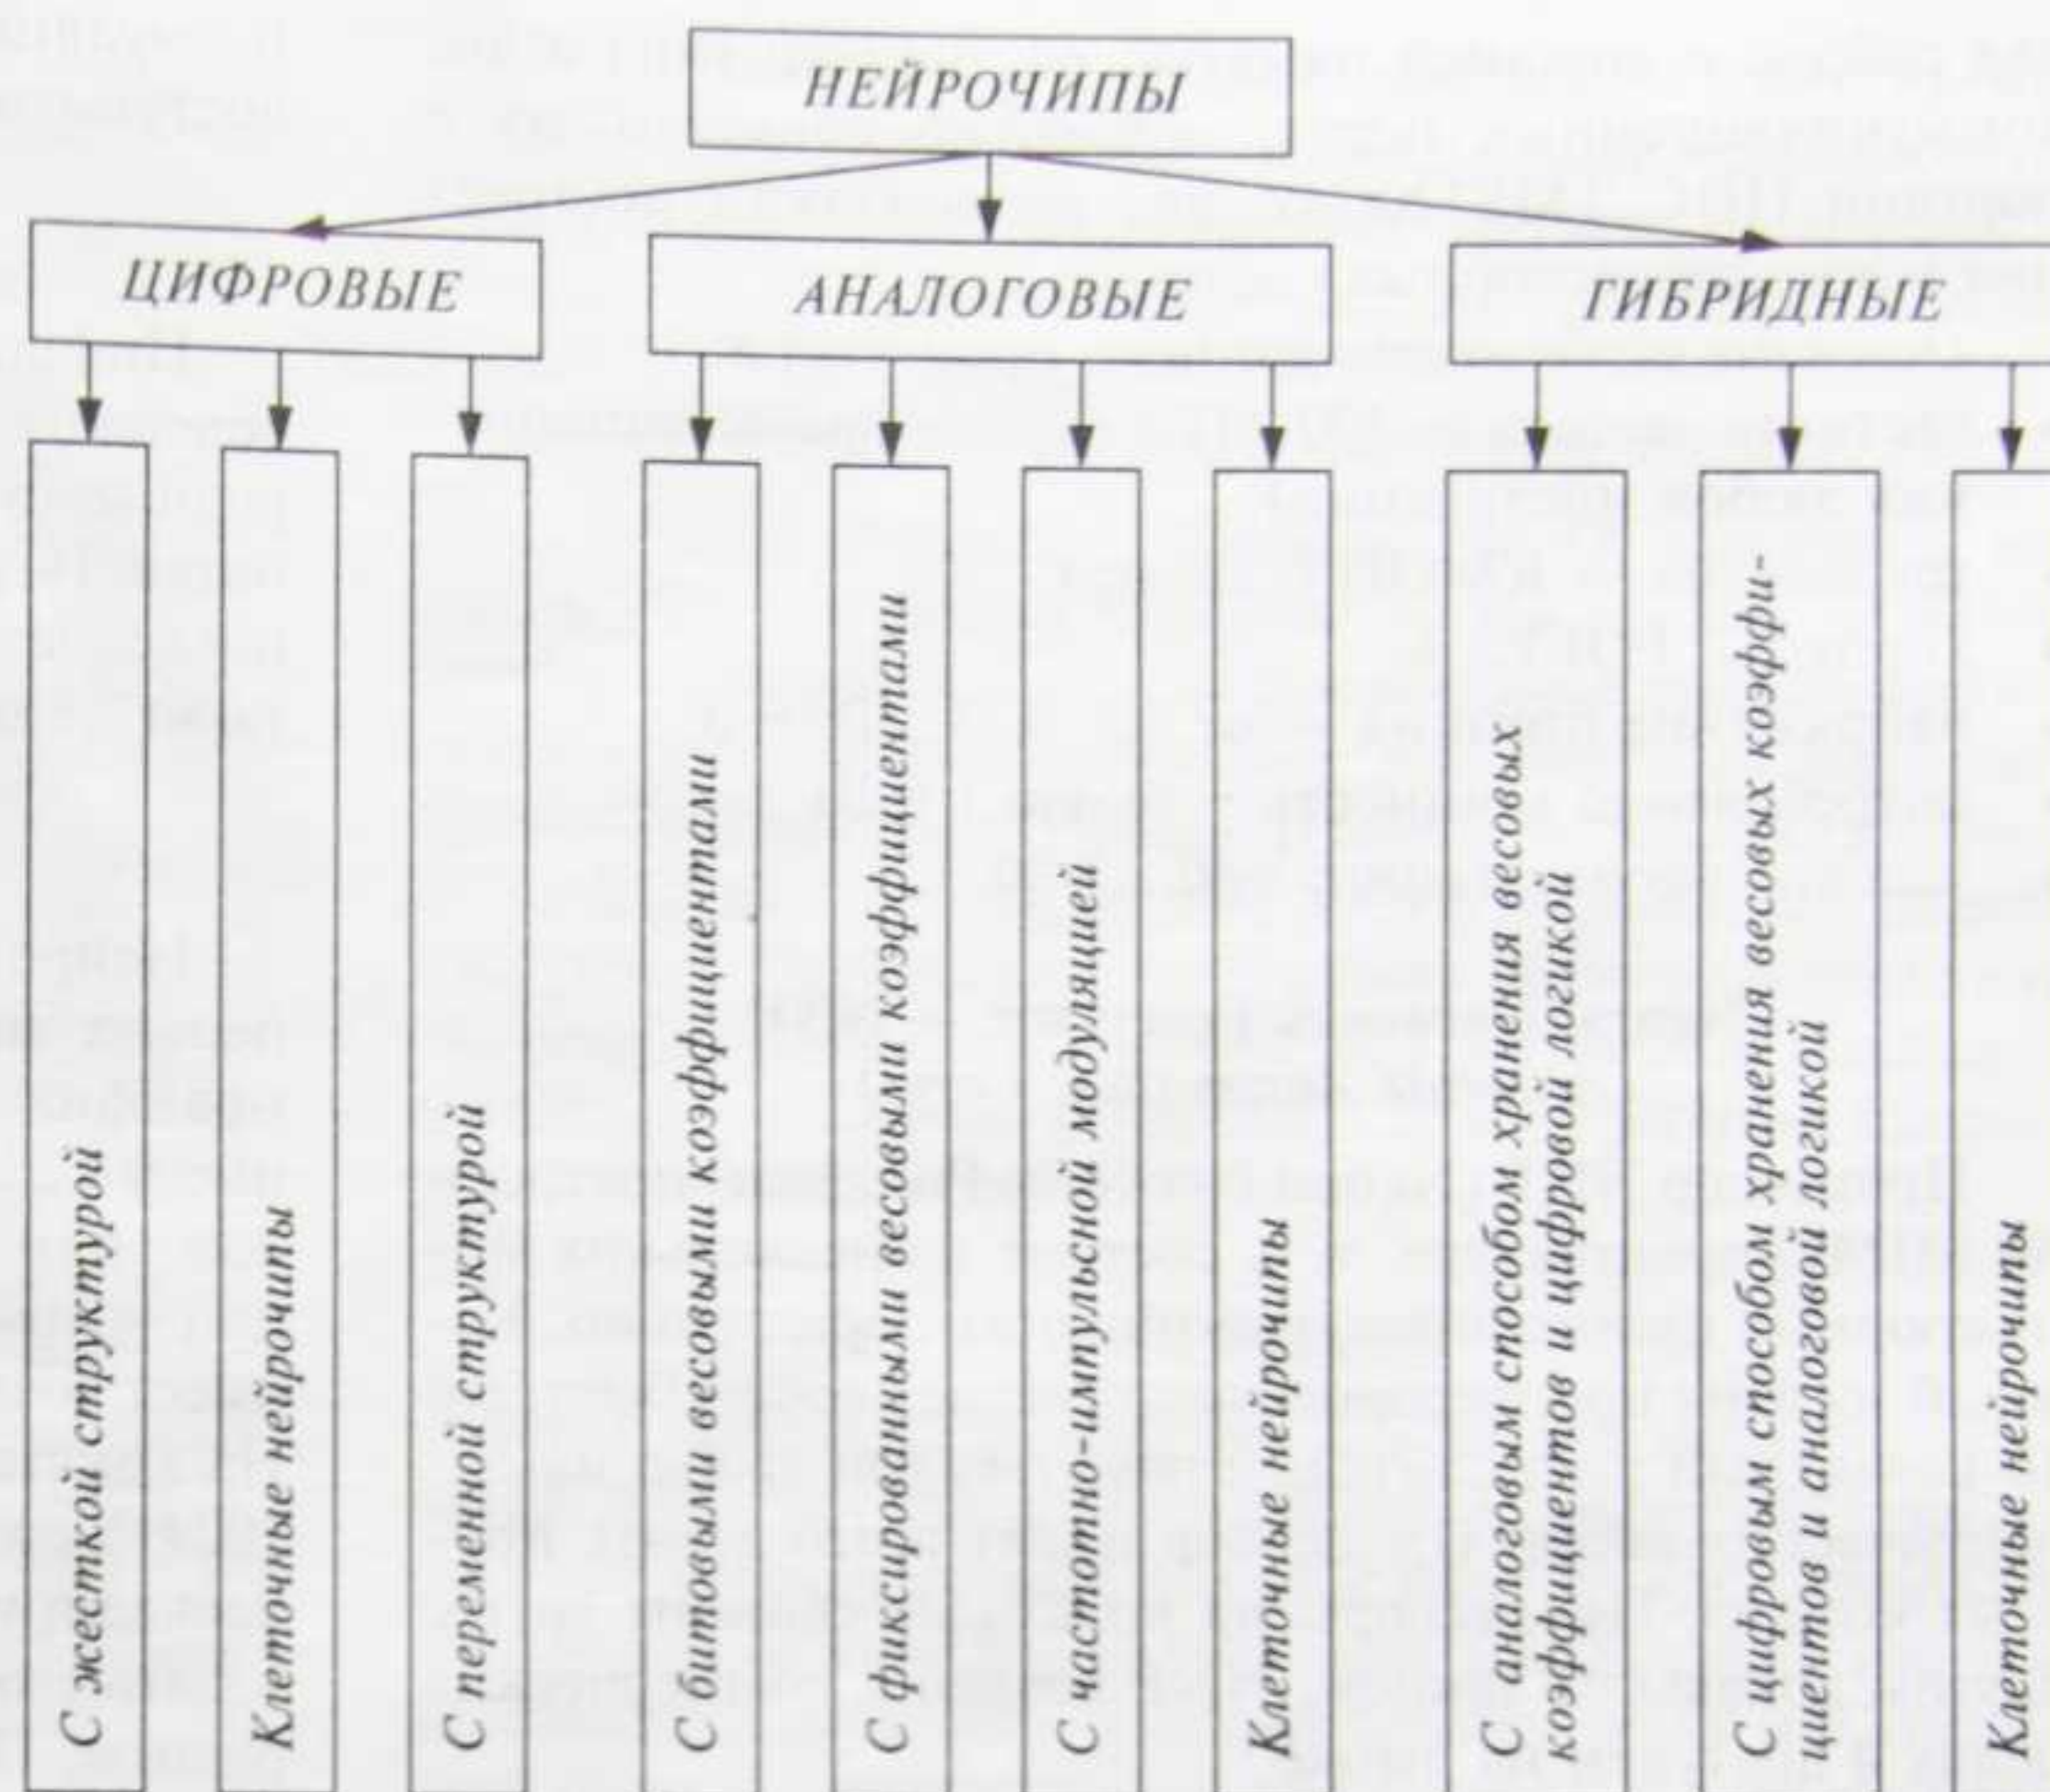 НЕЙРОЧИПЫ
ЦИФРОВЫЕ
АНАЛОГОВЫЕ
ГИБРИДНЫЕ
С жесткой структурой
Клеточные нейрочипы
С переменной структурой
С битовыми весовыми коэффициентами
С фиксированными весовыми коэффициентами
С частотно-импульсной модуляцией
Клеточные нейрочипы
С аналоговым способом хранения весовых
коэффициентов и цифровой логикой
С цифровым способом хранения весовых коэффи-
циентов и аналоговой логикой
Клеточные нейрочипы